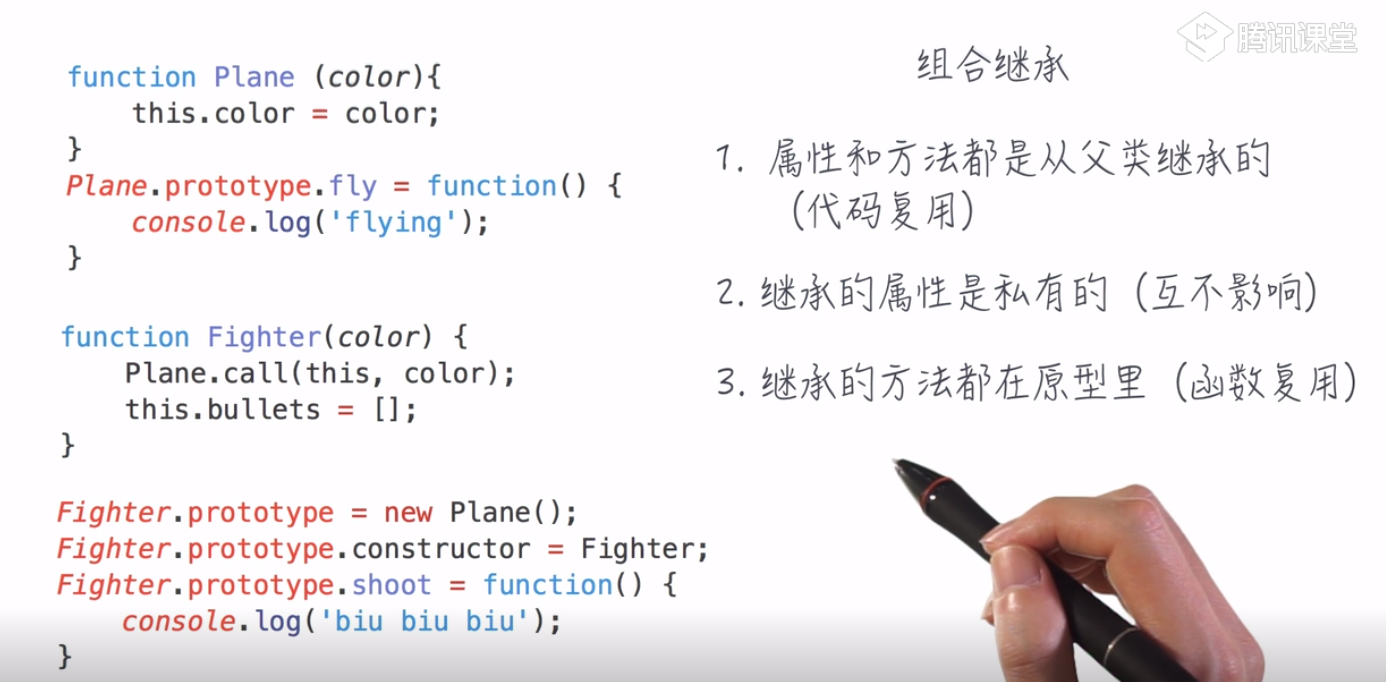 腾讯课堂
function Plane (color){
this.color = color;
}
Plane.prototype.fly = function() {
console.log('flying');
}
function Fighter(color) {
Plane.call(this, color);
this.bullets = [];
}
Fighter.prototype = new Plane();
Fighter.prototype.constructor = Fighter;
Fighter.prototype.shoot = function() {
console.log('biu biu biu');
}
组合继承
1. 属性和方法都是从父类继承的
（代码复用）
2. 继承的属性是私有的（互不影响）
3. 继承的方法都在原型里（函数复用）